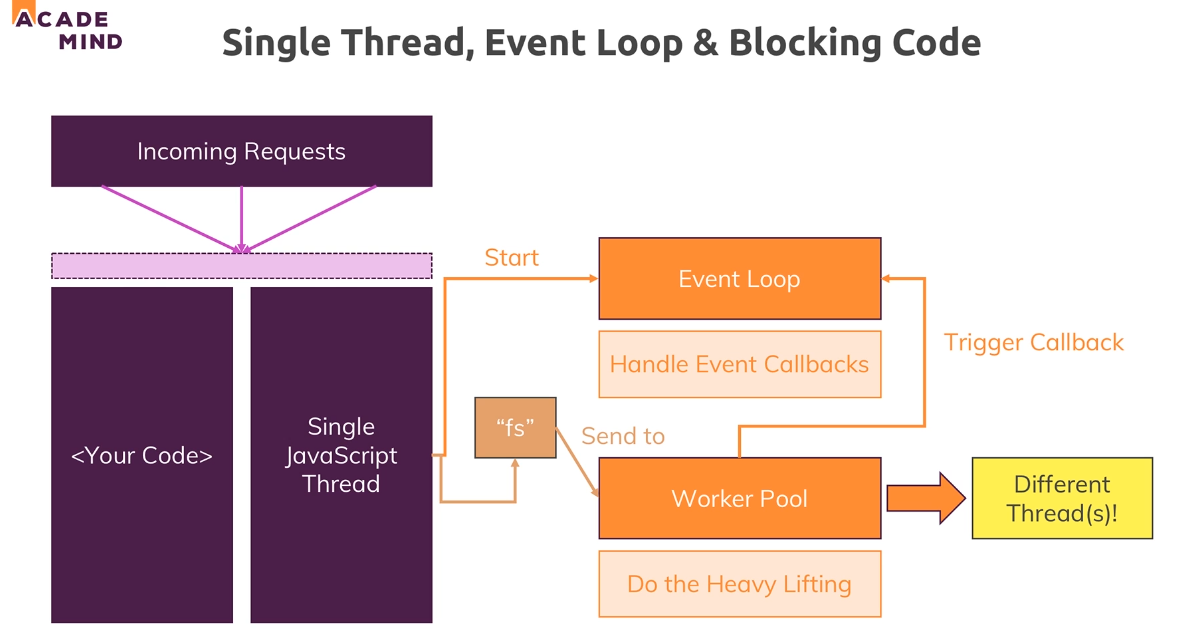 ACADE
MIND
Single Thread, Event Loop & Blocking Code
Incoming Requests
Start
Event Loop
Trigger Callback
Handle Event Callbacks
<Your Code>
Single
JavaScript
Thread
“fs”
Send to
Worker Pool
Different
Thread(s)!
Do the Heavy Lifting